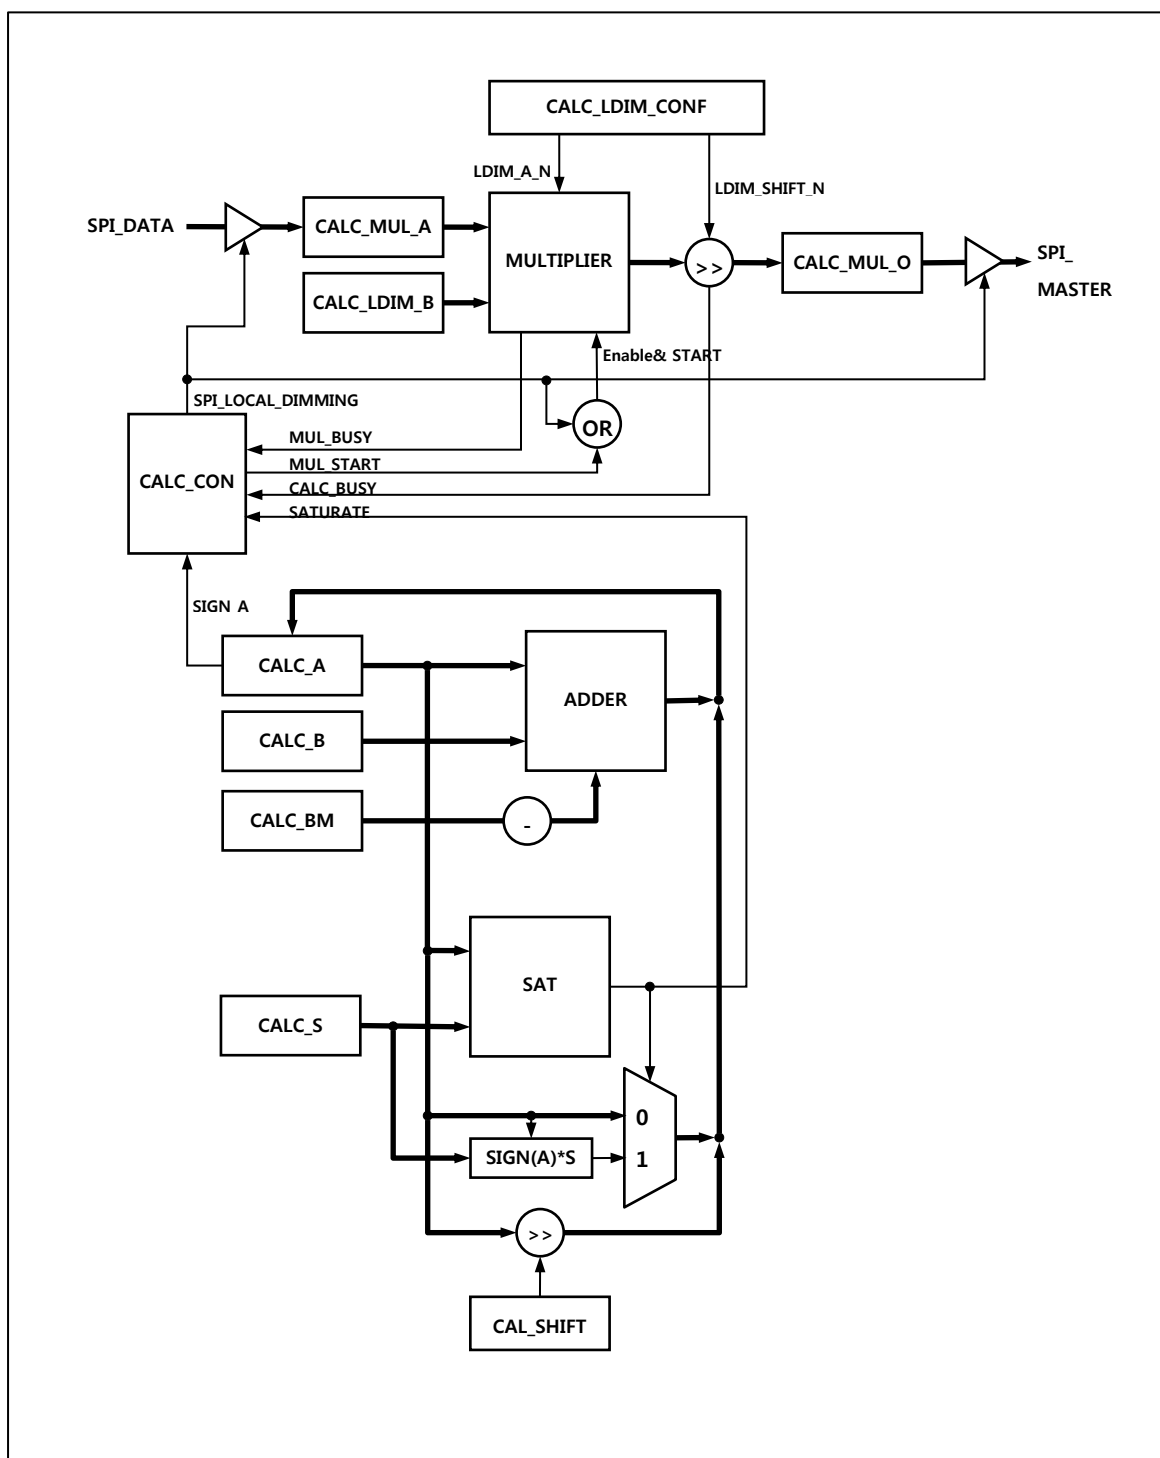 CALC_LDIM_CONF
LDIM_A_N
LDIM_SHIFT_N
SPI_DATA
CALC_MUL_A
MULTIPLIER
>>
CALC_MUL_O
SPI_
MASTER
CALC_LDIM_B
Enable& START
SPI_LOCAL_DIMMING
OR
MUL_BUSY
MUL_START
CALC_CON
CALC_BUSY
SATURATE
SIGN_A
CALC_A
ADDER
CALC_B
CALC_BM
-
SAT
CALC_S
0
SIGN(A)*S
1
>>
CAL_SHIFT